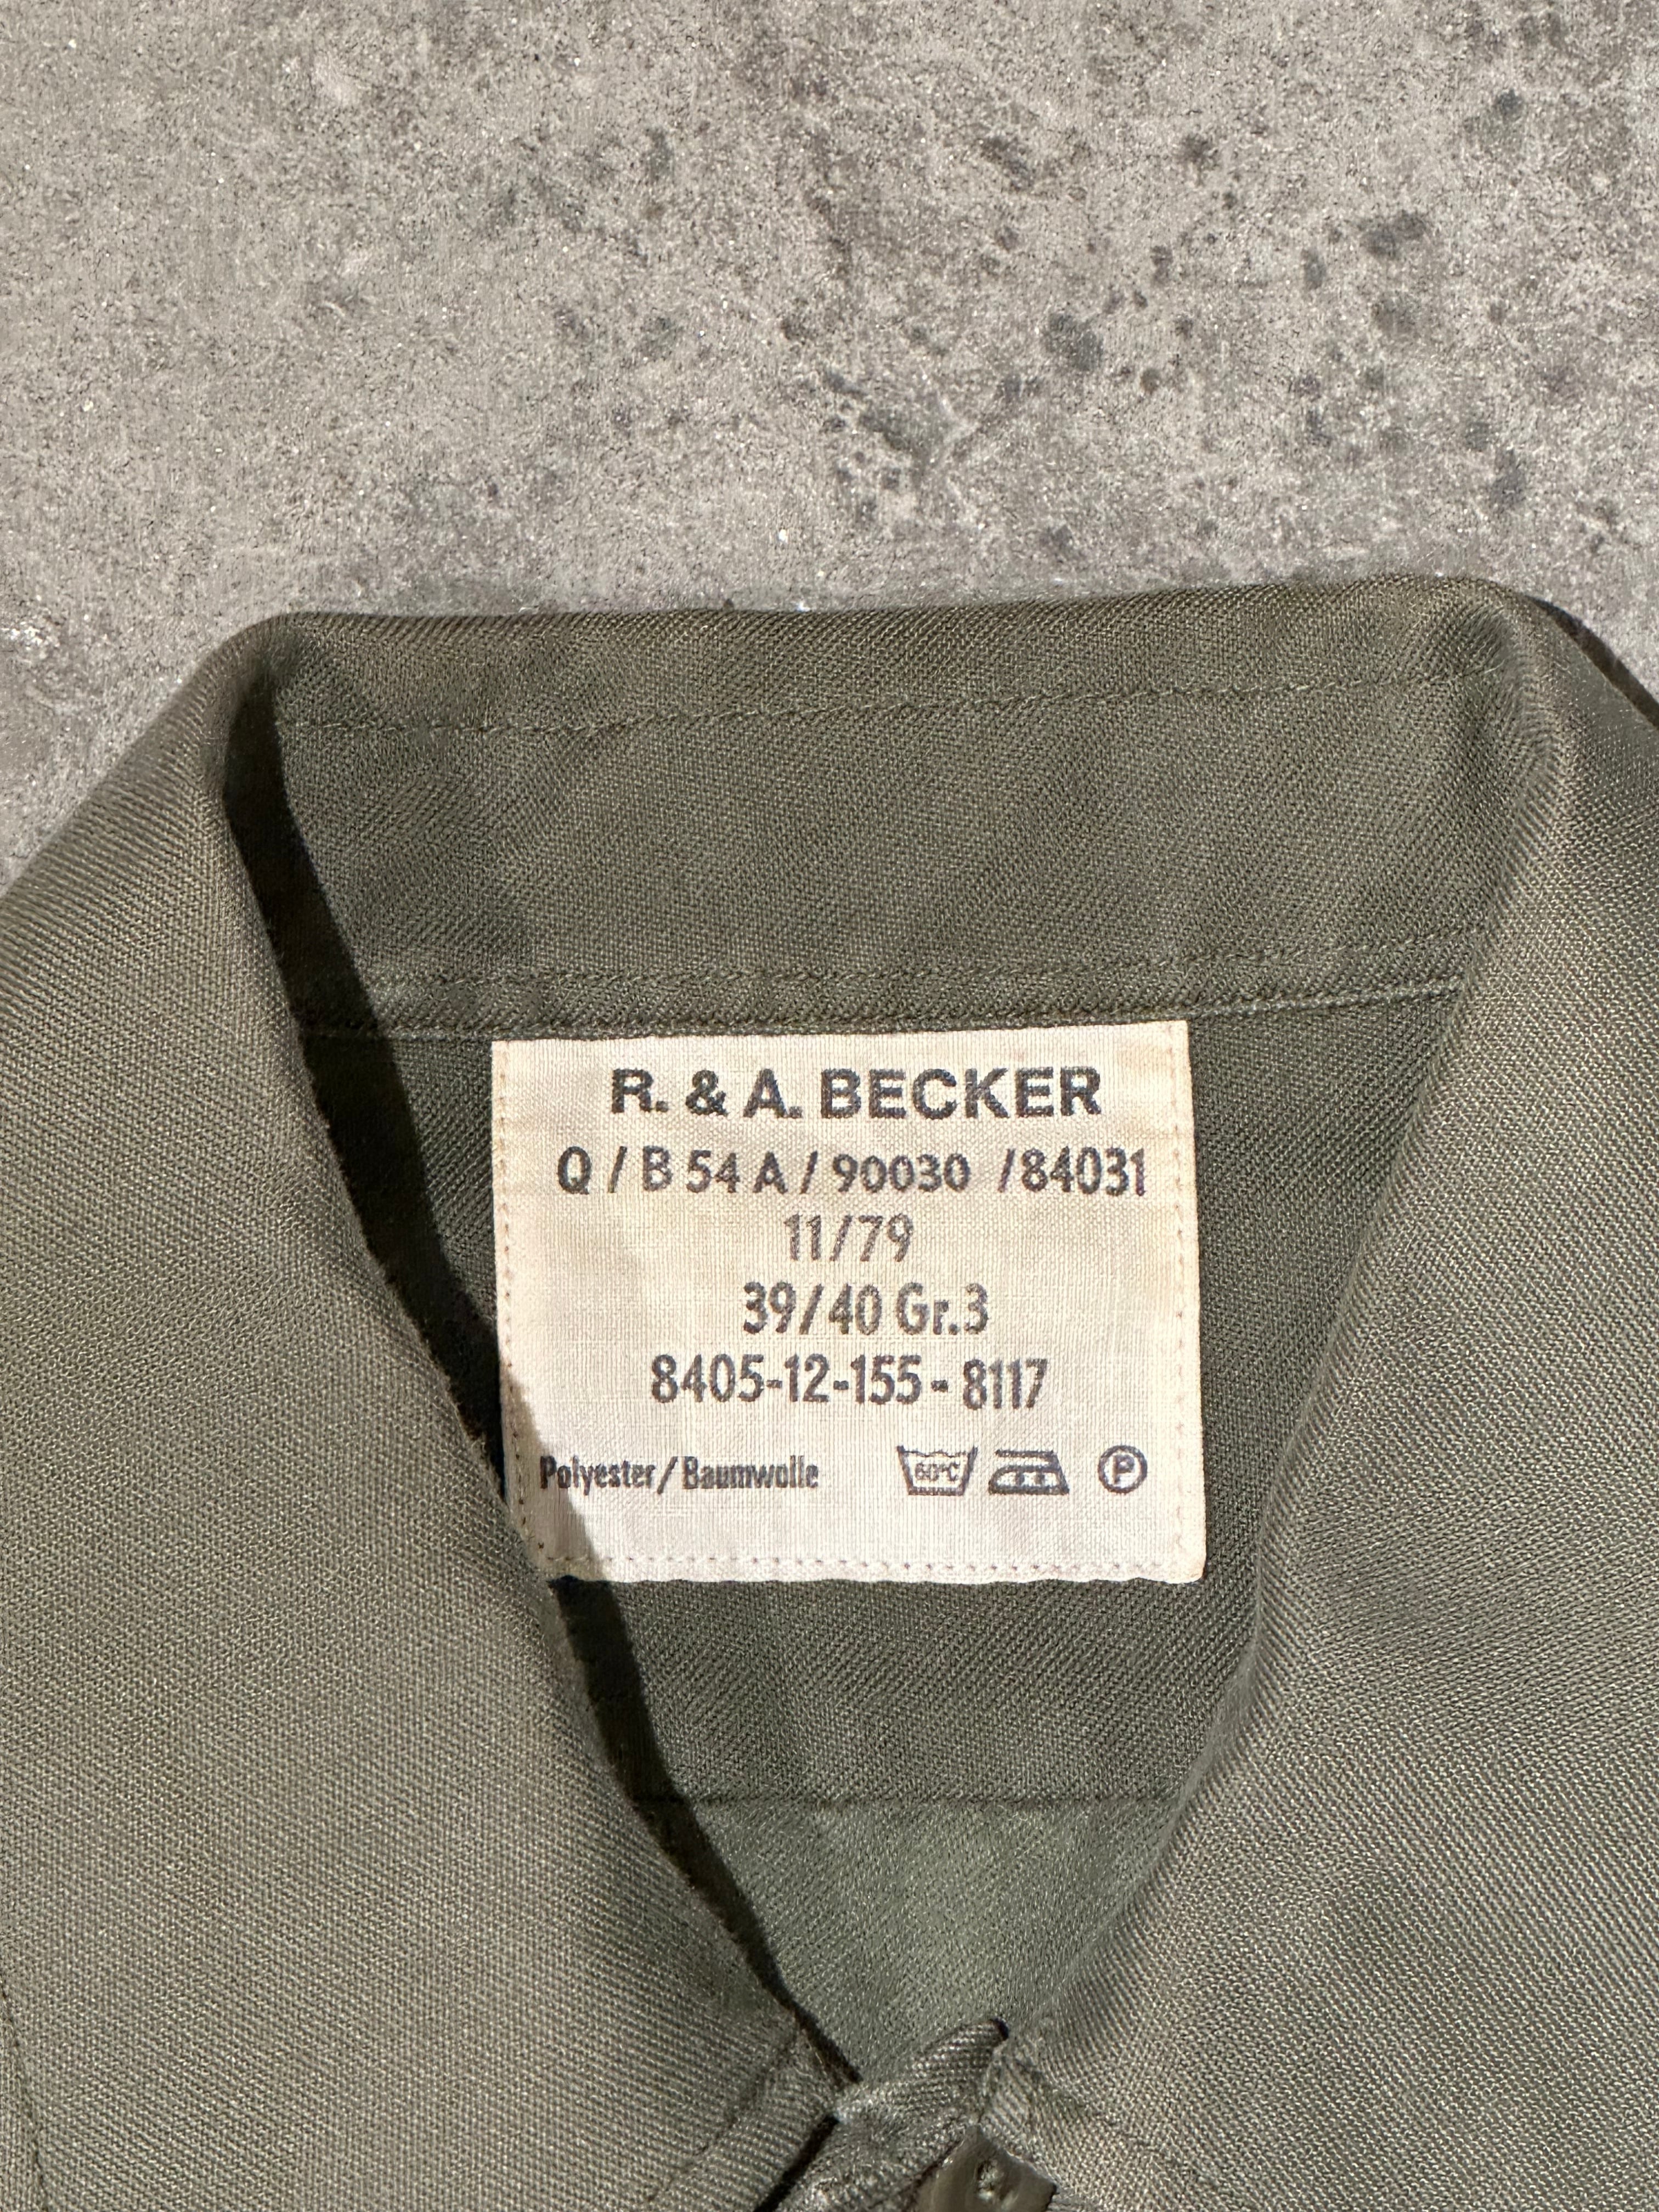 R. & A. BECKER
Q / B 54 A / 90030 /84031
11/79
39/40 Gr.3
8405-12-155-8117
Polyester/Baumwolle 60°C P